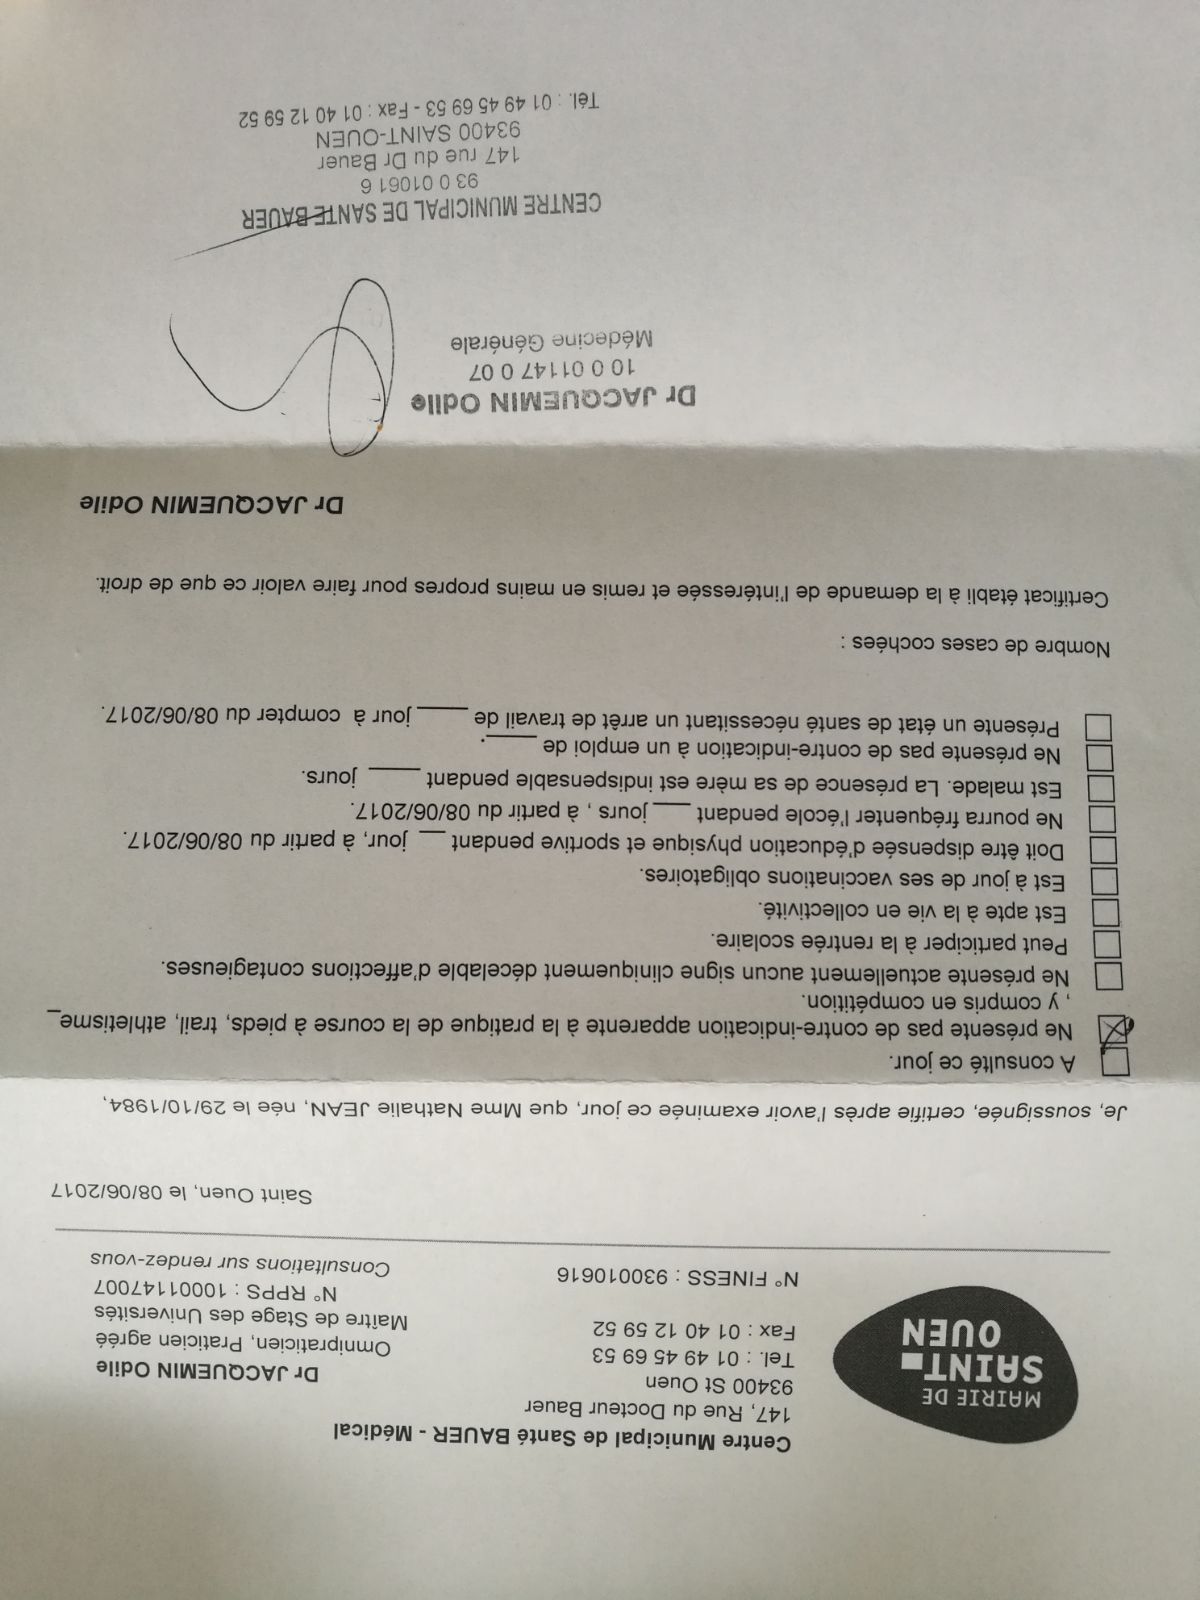 MAIRIE DE
SAINT
OUEN
Centre Municipal de Santé BAUER - Médical
147, Rue du Docteur Bauer
93400 St Ouen
Tel. : 01 49 45 69 53
Fax : 01 40 12 59 52
N° FINESS : 930010616
Dr JACQUEMIN Odile
Omnipraticien, Praticien agréé
Maître de Stage des Universités
N° RPPS : 10001147007
Consultations sur rendez-vous
Saint Ouen, le 08/06/2017
Je, soussignée, certifie après l'avoir examinée ce jour, que Mme Nathalie JEAN, née le 29/10/1984,
A consulté ce jour.
Ne présente pas de contre-indication apparente à la pratique de la course à pieds, trail, athletisme_
, y compris en compétition.
Ne présente actuellement aucun signe cliniquement décelable d'affections contagieuses.
Peut participer à la rentrée scolaire.
Est apte à la vie en collectivité.
Est à jour de ses vaccinations obligatoires.
Doit être dispensée d'éducation physique et sportive pendant __ jour, à partir du 08/06/2017.
Ne pourra fréquenter l'école pendant ___ jours , à partir du 08/06/2017.
Est malade. La présence de sa mère est indispensable pendant ____ jours.
Ne présente pas de contre-indication à un emploi de ____.
Présente un état de santé nécessitant un arrêt de travail de ____ jour à compter du 08/06/2017.
Nombre de cases cochées :
Certificat établi à la demande de l'intéressée et remis en mains propres pour faire valoir ce que de droit.
Dr JACQUEMIN Odile
Dr JACQUEMIN Odile
10 0 01147 0 07
Médecine Générale
CENTRE MUNICIPAL DE SANTE BAUER
93 0 01061 6
147 rue du Dr Bauer
93400 SAINT-OUEN
Tél. : 01 49 45 69 53 - Fax : 01 40 12 59 52